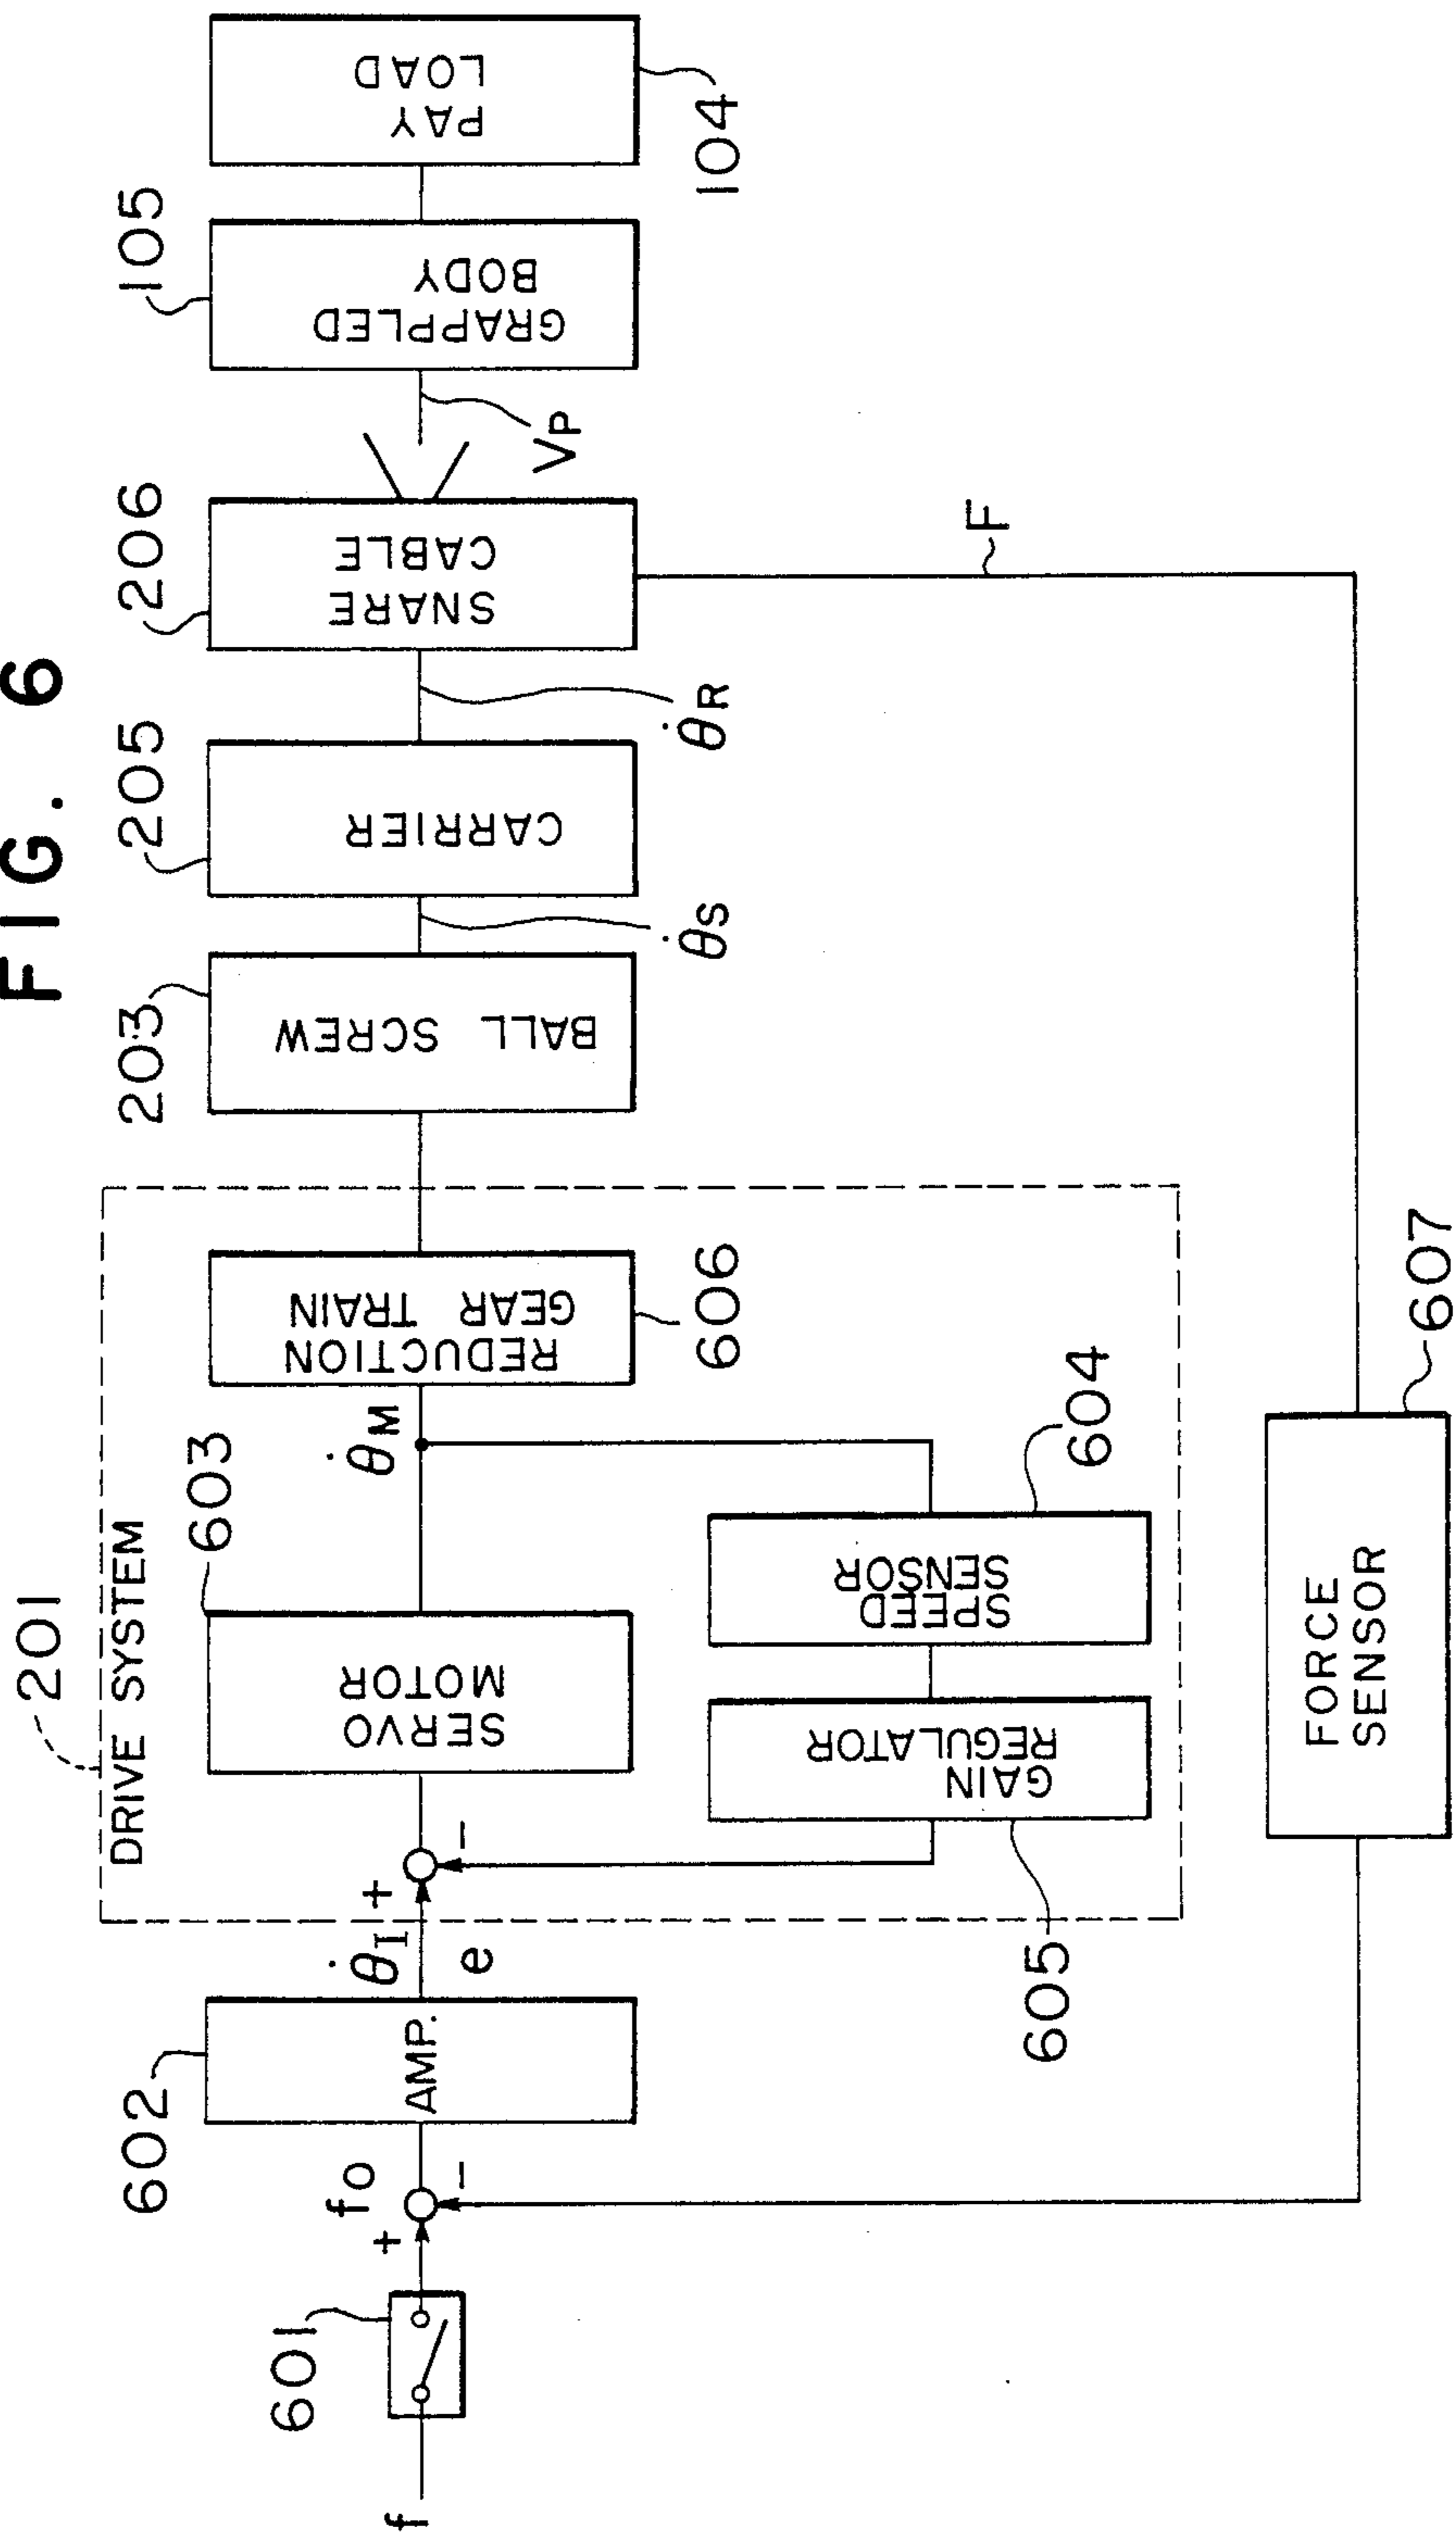 FIG. 6
201
DRIVE SYSTEM
f
601
+
fo
-
602
AMP.
θ̇I
e
+
-
603
SERVO
MOTOR
θ̇M
REDUCTION
GEAR TRAIN
606
GAIN
REGULATOR
605
SPEED
SENSOR
604
203
BALL SCREW
θ̇S
205
CARRIER
θ̇R
206
SNARE
CABLE
VP
105
GRAPPLED
BODY
PAY
LOAD
104
F
FORCE
SENSOR
607